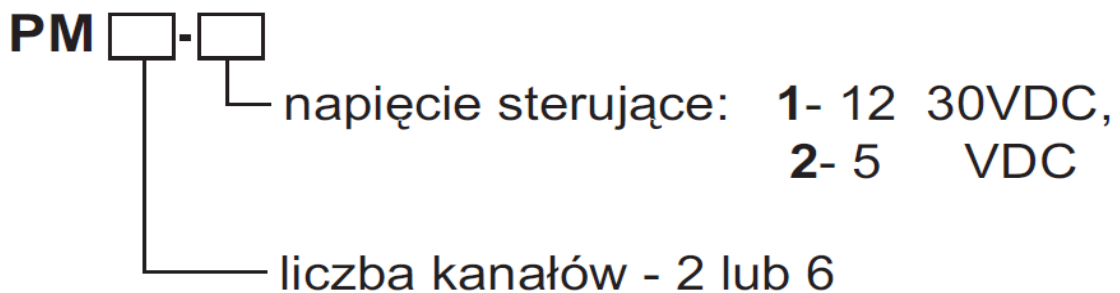 PM -
napięcie sterujące: 1- 12 30VDC,
2- 5 VDC
liczba kanałów - 2 lub 6